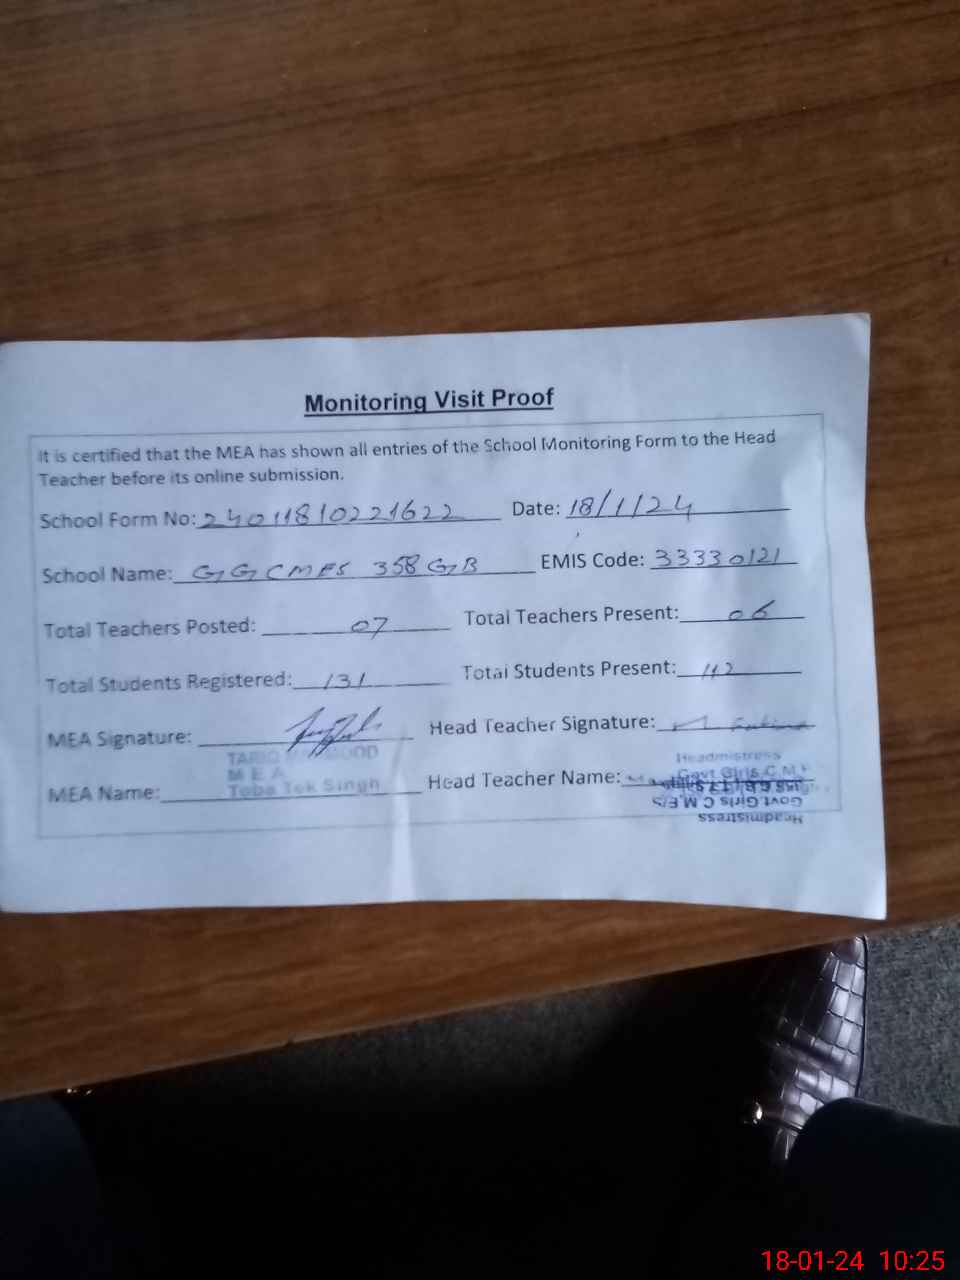 Monitoring Visit Proof
It is certified that the MEA has shown all entries of the School Monitoring Form to the Head
Teacher before its online submission.
School Form No: 24011810221622 Date: 18/1/24
School Name: GGCMES 358 GB EMIS Code: 33330121
Total Teachers Posted: 07 Total Teachers Present: 06
Total Students Registered: 131 Total Students Present: 112
MEA Signature: Head Teacher Signature:
TARIQ
MEA
Toba Tek Singh
MEA Name: Head Teacher Name:
Headmistress
Govt Girls C.M.
Govt Girls C.M.E/S
Headmistress
18-01-24 10:25